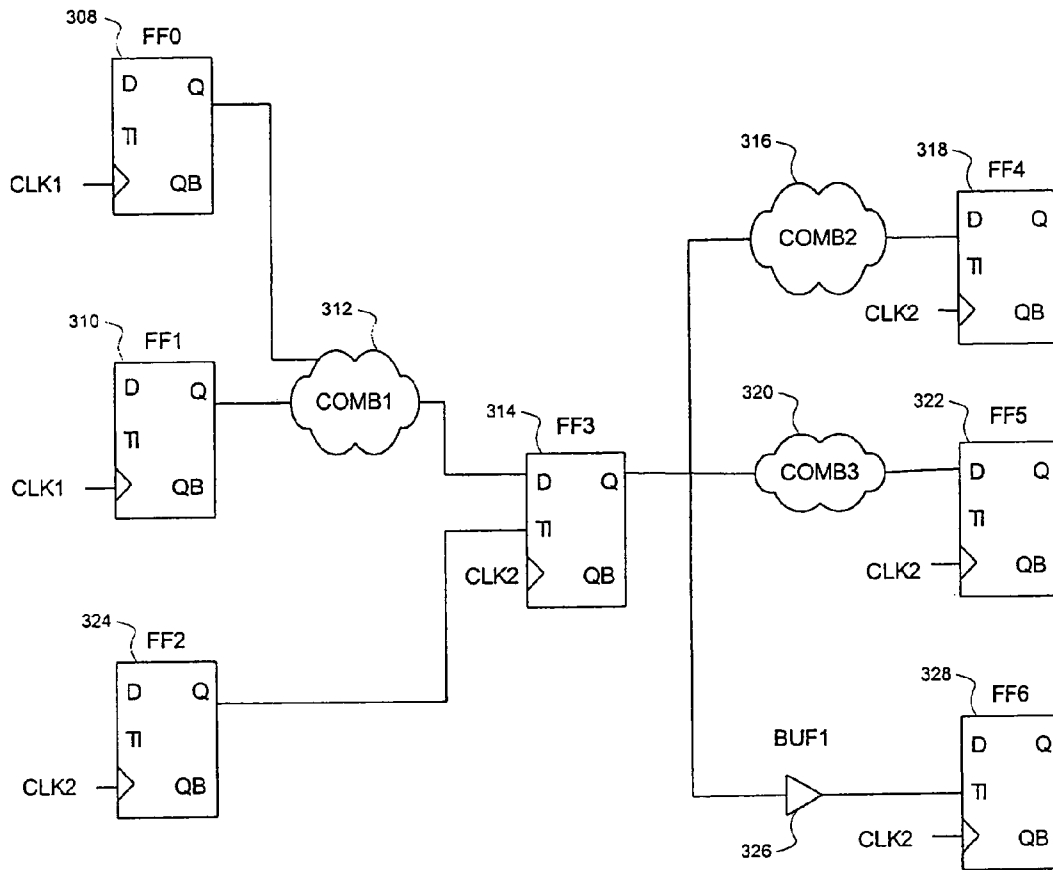 308
FF0
D
Q
TI
CLK1
QB
310
FF1
D
Q
TI
CLK1
QB
312
COMB1
324
FF2
D
Q
TI
CLK2
QB
314
FF3
D
Q
TI
CLK2
QB
316
COMB2
318
FF4
D
Q
TI
CLK2
QB
320
COMB3
322
FF5
D
Q
TI
CLK2
QB
BUF1
326
328
FF6
D
Q
TI
CLK2
QB